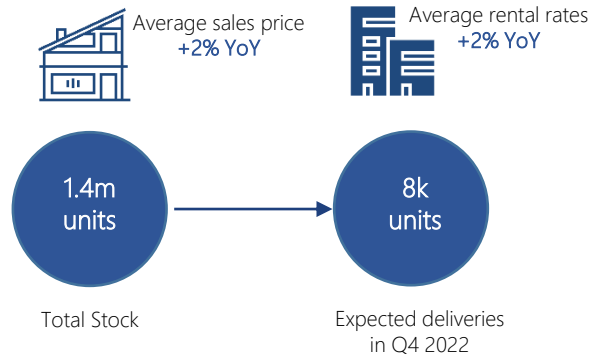 Average sales price
+2% YoY
Average rental rates
+2% YoY
1.4m
units
8k
units
Total Stock
Expected deliveries
in Q4 2022